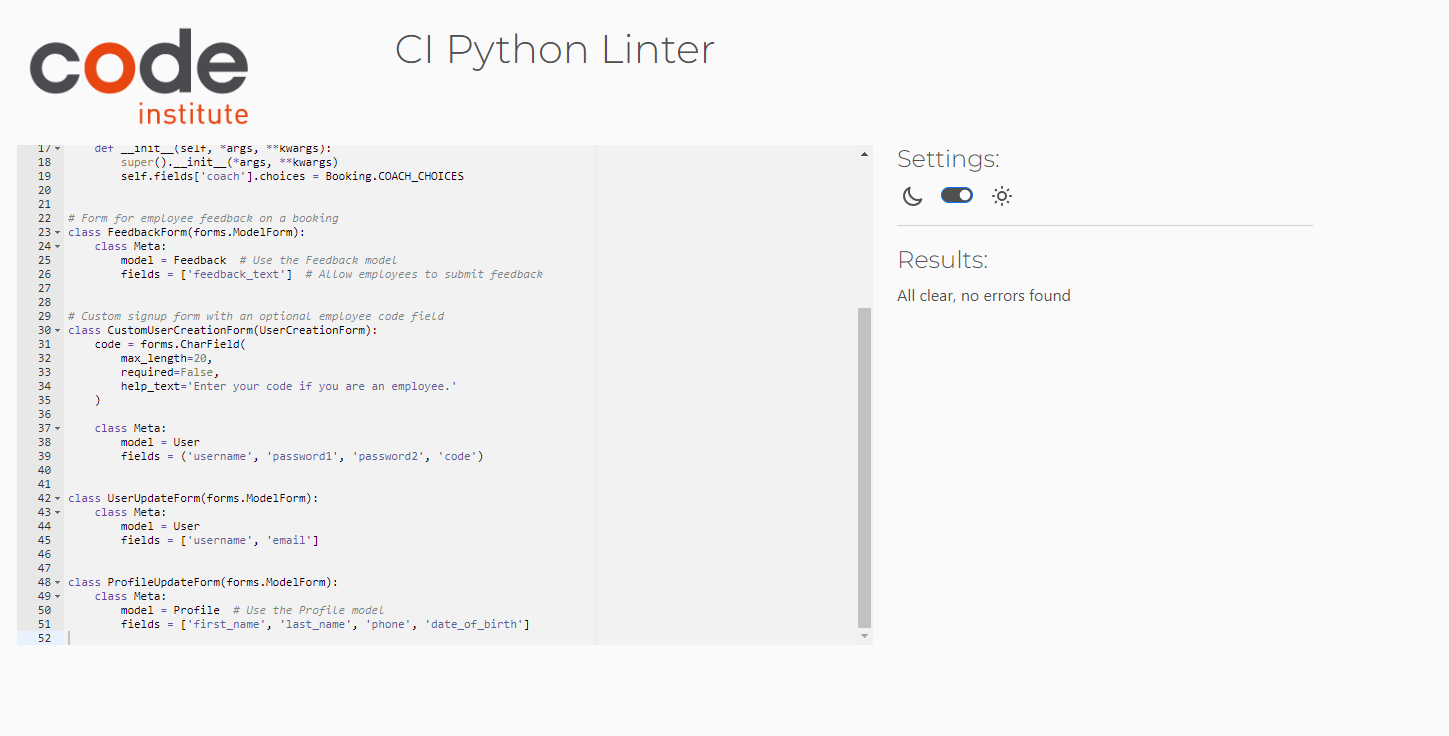 code
institute
CI Python Linter
17 def __init__(self, *args, **kwargs):
18 super().__init__(*args, **kwargs)
19 self.fields['coach'].choices = Booking.COACH_CHOICES
20
21
22 # Form for employee feedback on a booking
23 class FeedbackForm(forms.ModelForm):
24 class Meta:
25 model = Feedback  # Use the Feedback model
26 fields = ['feedback_text']  # Allow employees to submit feedback
27
28
29 # Custom signup form with an optional employee code field
30 class CustomUserCreationForm(UserCreationForm):
31 code = forms.CharField(
32 max_length=20,
33 required=False,
34 help_text='Enter your code if you are an employee.'
35 )
36
37 class Meta:
38 model = User
39 fields = ('username', 'password1', 'password2', 'code')
40
41
42 class UserUpdateForm(forms.ModelForm):
43 class Meta:
44 model = User
45 fields = ['username', 'email']
46
47
48 class ProfileUpdateForm(forms.ModelForm):
49 class Meta:
50 model = Profile  # Use the Profile model
51 fields = ['first_name', 'last_name', 'phone', 'date_of_birth']
52
Settings:
Results:
All clear, no errors found